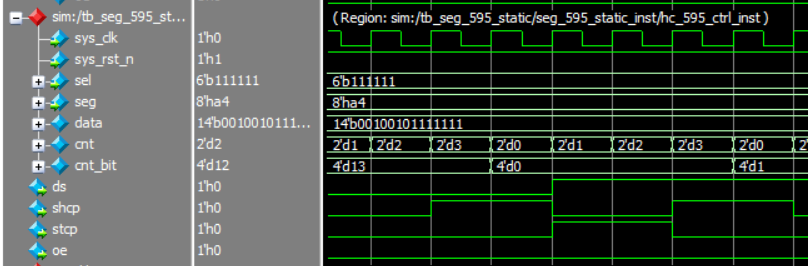 sim:/tb_seg_595_st... (Region: sim:/tb_seg_595_static/seg_595_static_inst/hc_595_ctrl_inst)
sys_clk 1'h0
sys_rst_n 1'h1
sel 6'b111111 6'b111111
seg 8'ha4 8'ha4
data 14'b0010010111... 14'b00100101111111
cnt 2'd2 2'd1 2'd2 2'd3 2'd0 2'd1 2'd2 2'd3 2'd0 2
cnt_bit 4'd12 4'd13 4'd0 4'd1
ds 1'h0
shcp 1'h0
stcp 1'h0
oe 1'h0